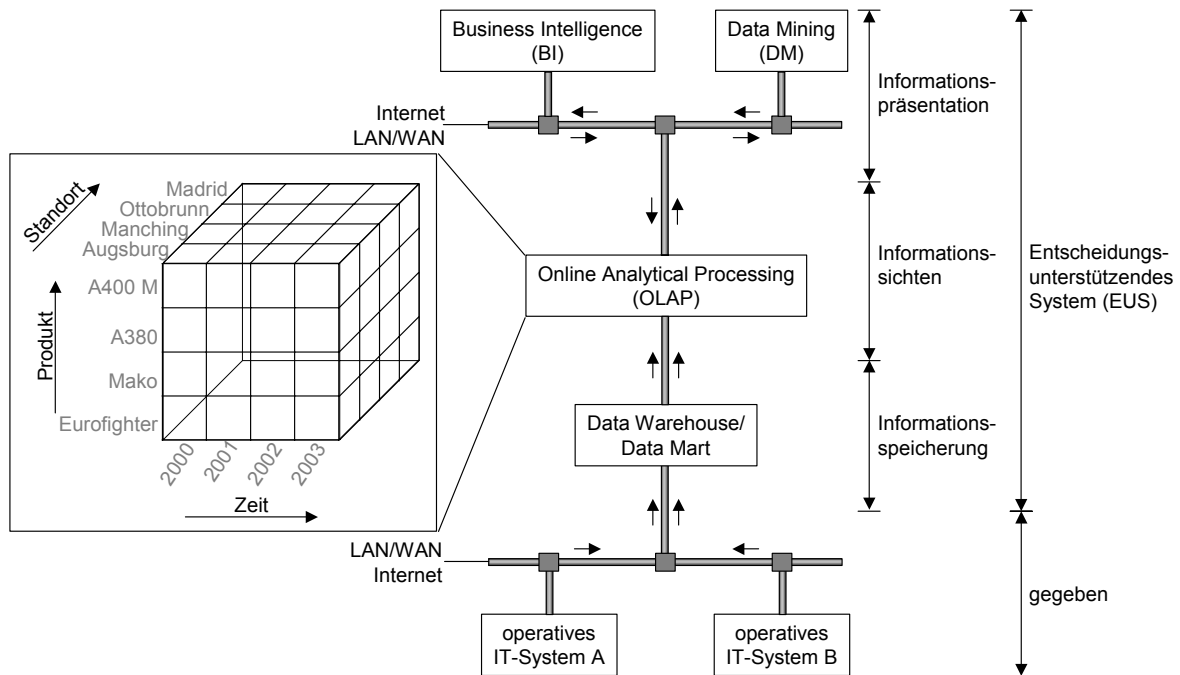 Business Intelligence
(BI)
Data Mining
(DM)
Informations-
präsentation
Internet
LAN/WAN
Standort
Madrid
Ottobrunn
Manching
Augsburg
Produkt
A400 M
A380
Mako
Eurofighter
2000
2001
2002
2003
Zeit
Online Analytical Processing
(OLAP)
Informations-
sichten
Entscheidungs-
unterstützendes
System (EUS)
Data Warehouse/
Data Mart
Informations-
speicherung
LAN/WAN
Internet
gegeben
operatives
IT-System A
operatives
IT-System B